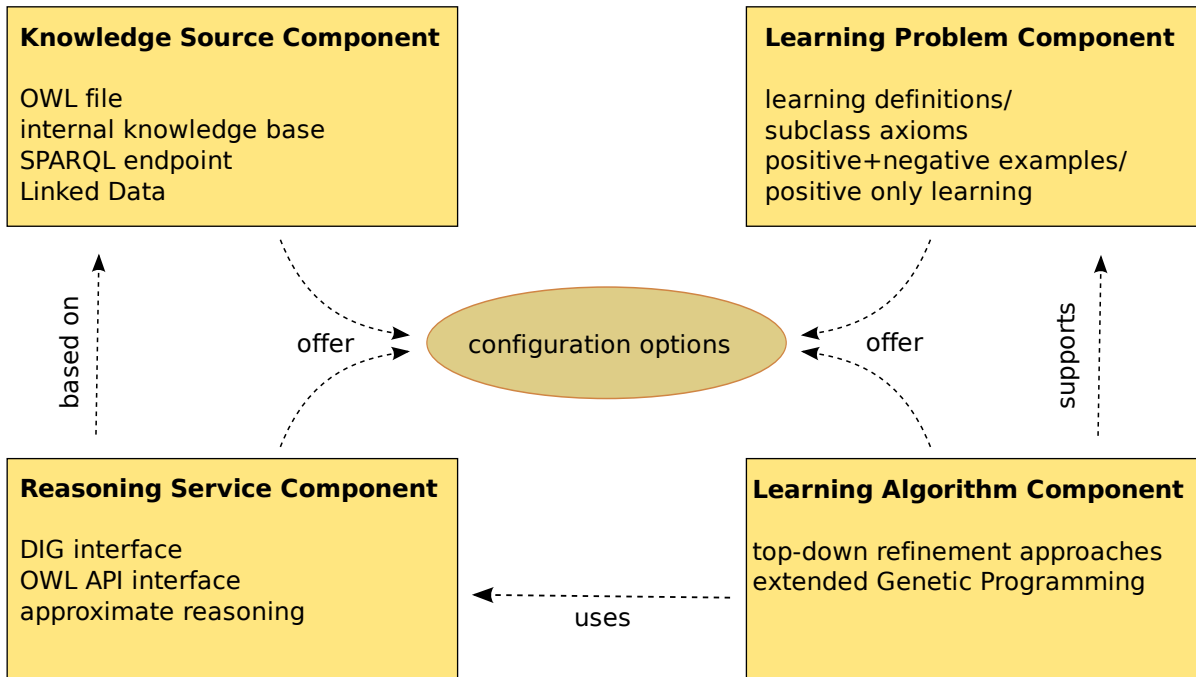 Knowledge Source Component
OWL file
internal knowledge base
SPARQL endpoint
Linked Data
Learning Problem Component
learning definitions/
subclass axioms
positive+negative examples/
positive only learning
based on
offer
configuration options
offer
supports
Reasoning Service Component
DIG interface
OWL API interface
approximate reasoning
uses
Learning Algorithm Component
top-down refinement approaches
extended Genetic Programming